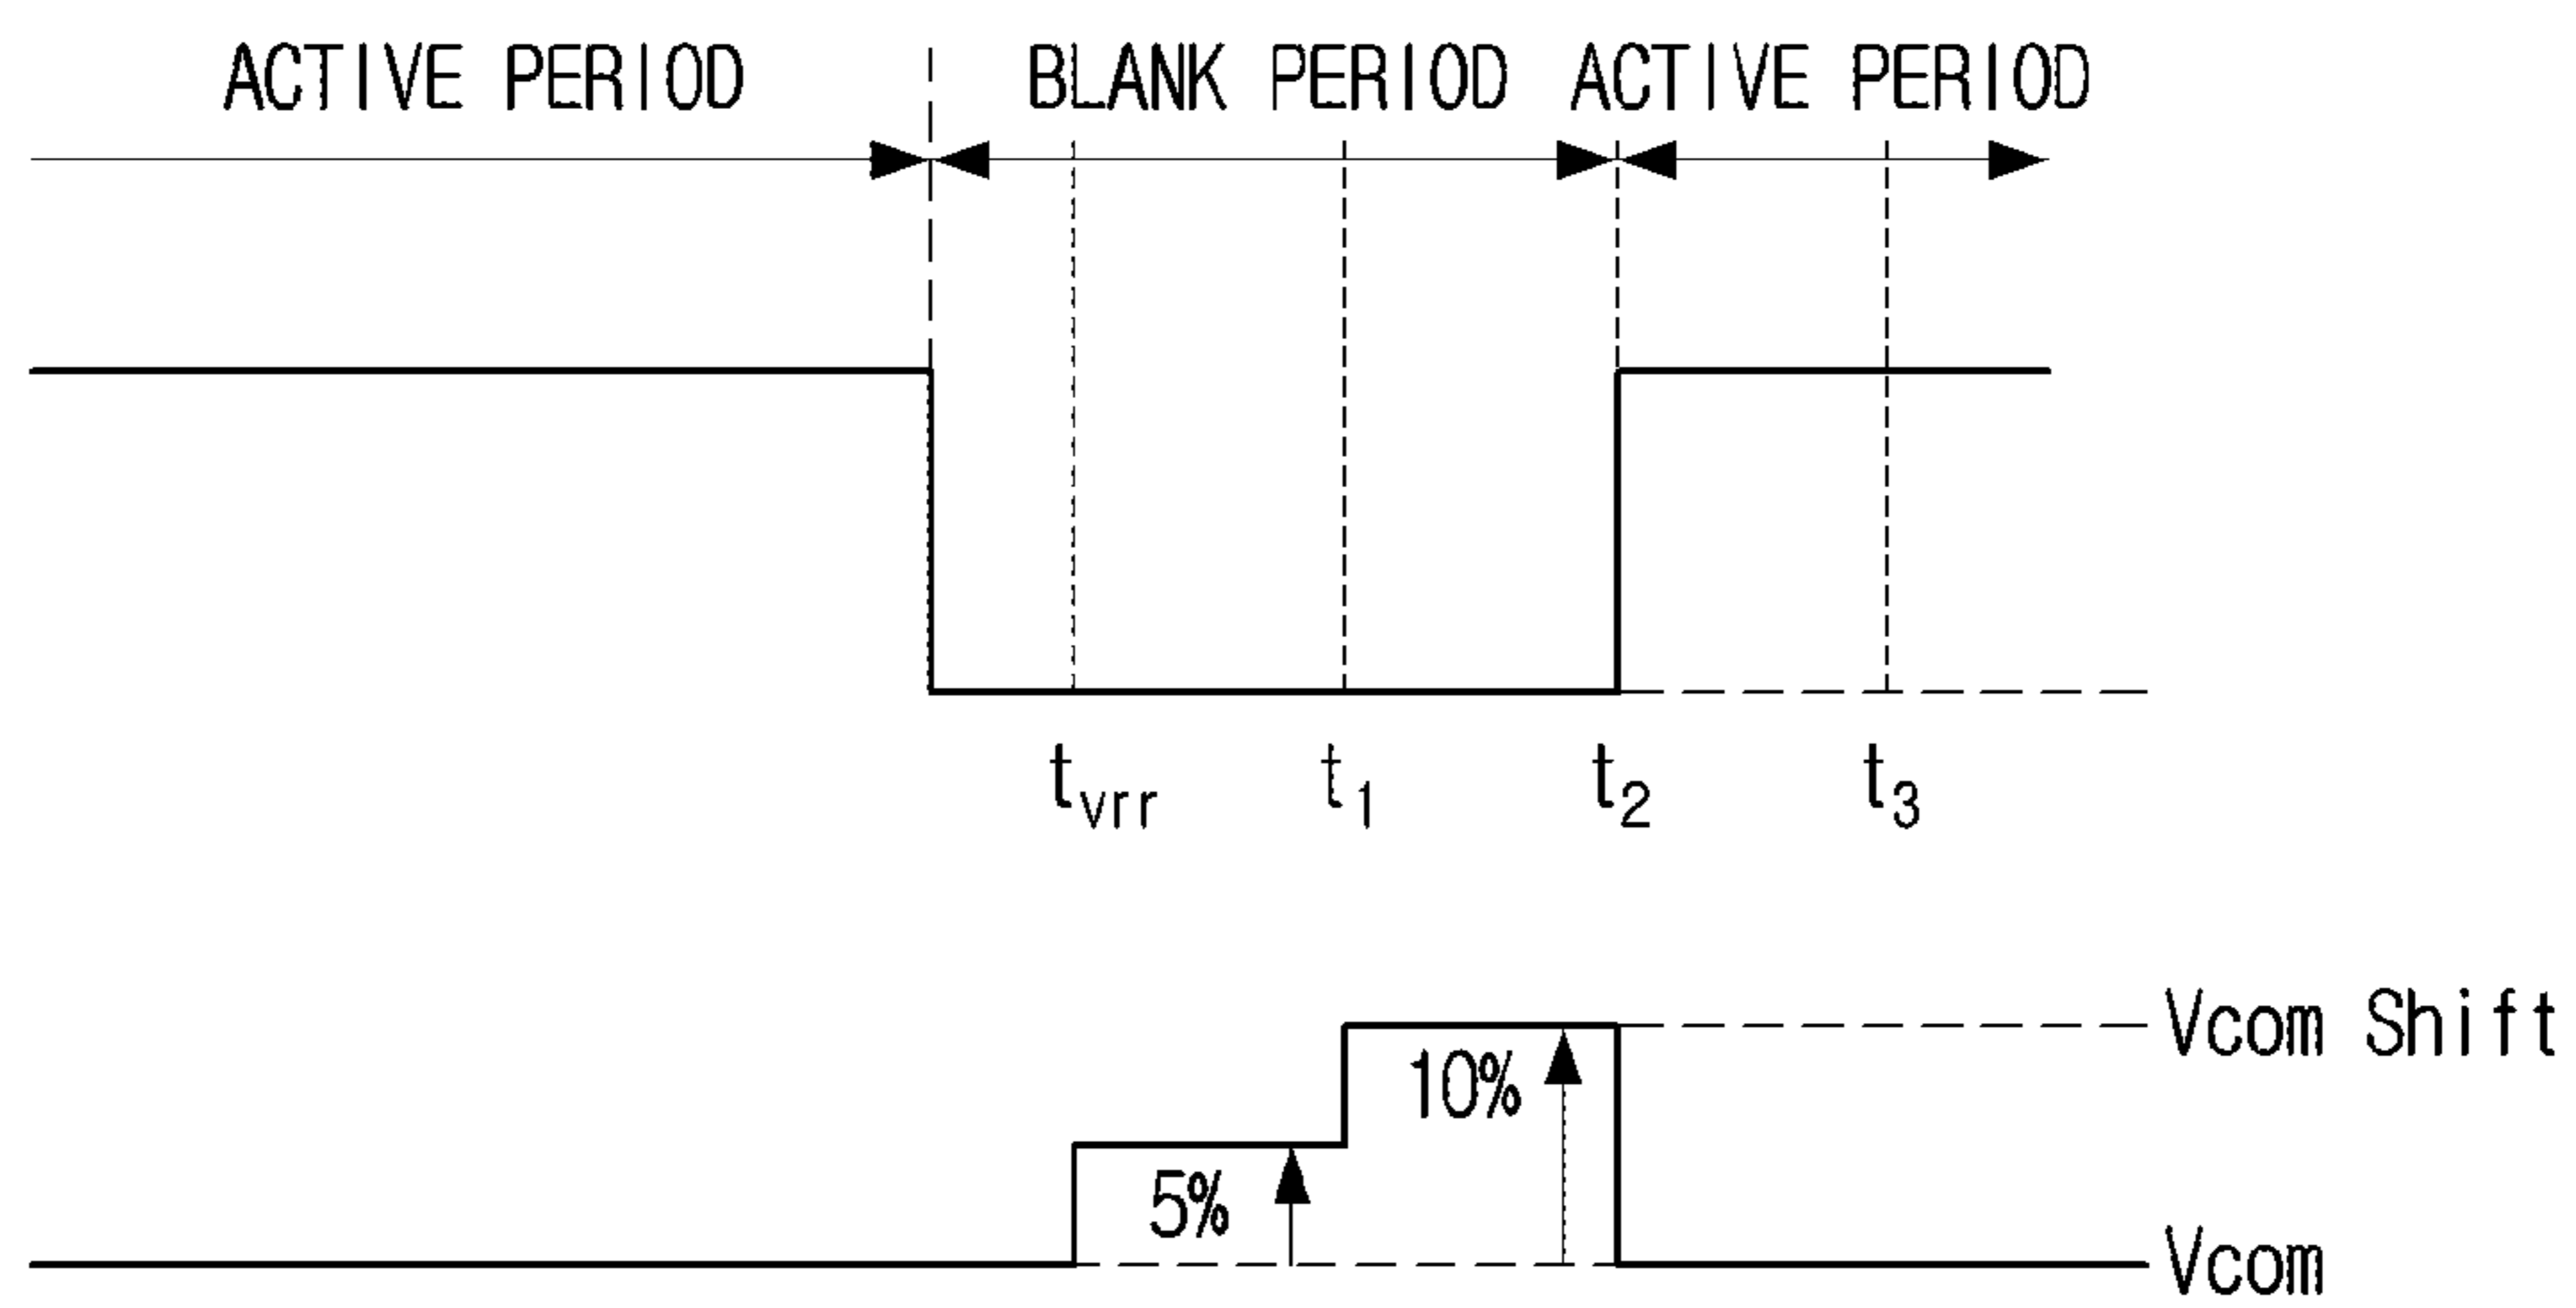 ACTIVE PERIOD BLANK PERIOD ACTIVE PERIOD
tvrr t1 t2 t3
Vcom Shift
10%
5%
Vcom